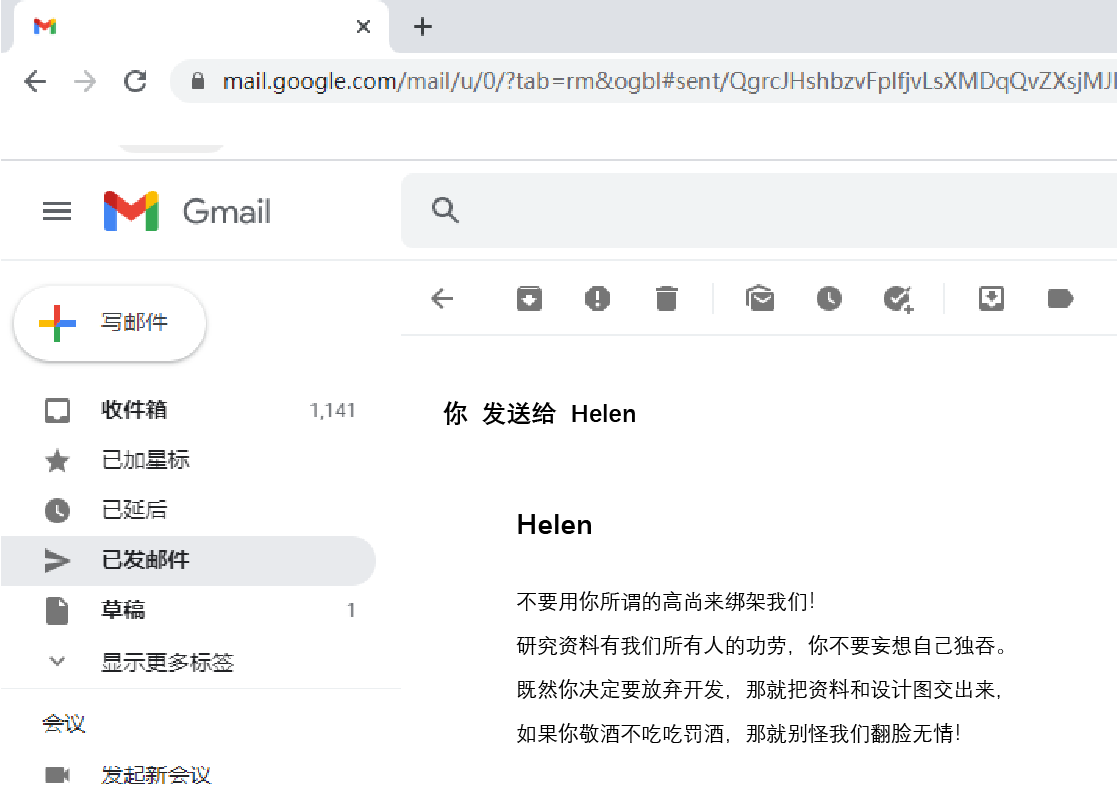 mail.google.com/mail/u/0/?tab=rm&ogbl#sent/QgrcJHshbzvFplfjvLsXMDqQvZXsjMJ
Gmail
写邮件
收件箱 1,141
已加星标
已延后
已发邮件
草稿 1
显示更多标签
会议
发起新会议
你 发送给 Helen
Helen
不要用你所谓的高尚来绑架我们！
研究资料有我们所有人的功劳，你不要妄想自己独吞。
既然你决定要放弃开发，那就把资料和设计图交出来，
如果你敬酒不吃吃罚酒，那就别怪我们翻脸无情！